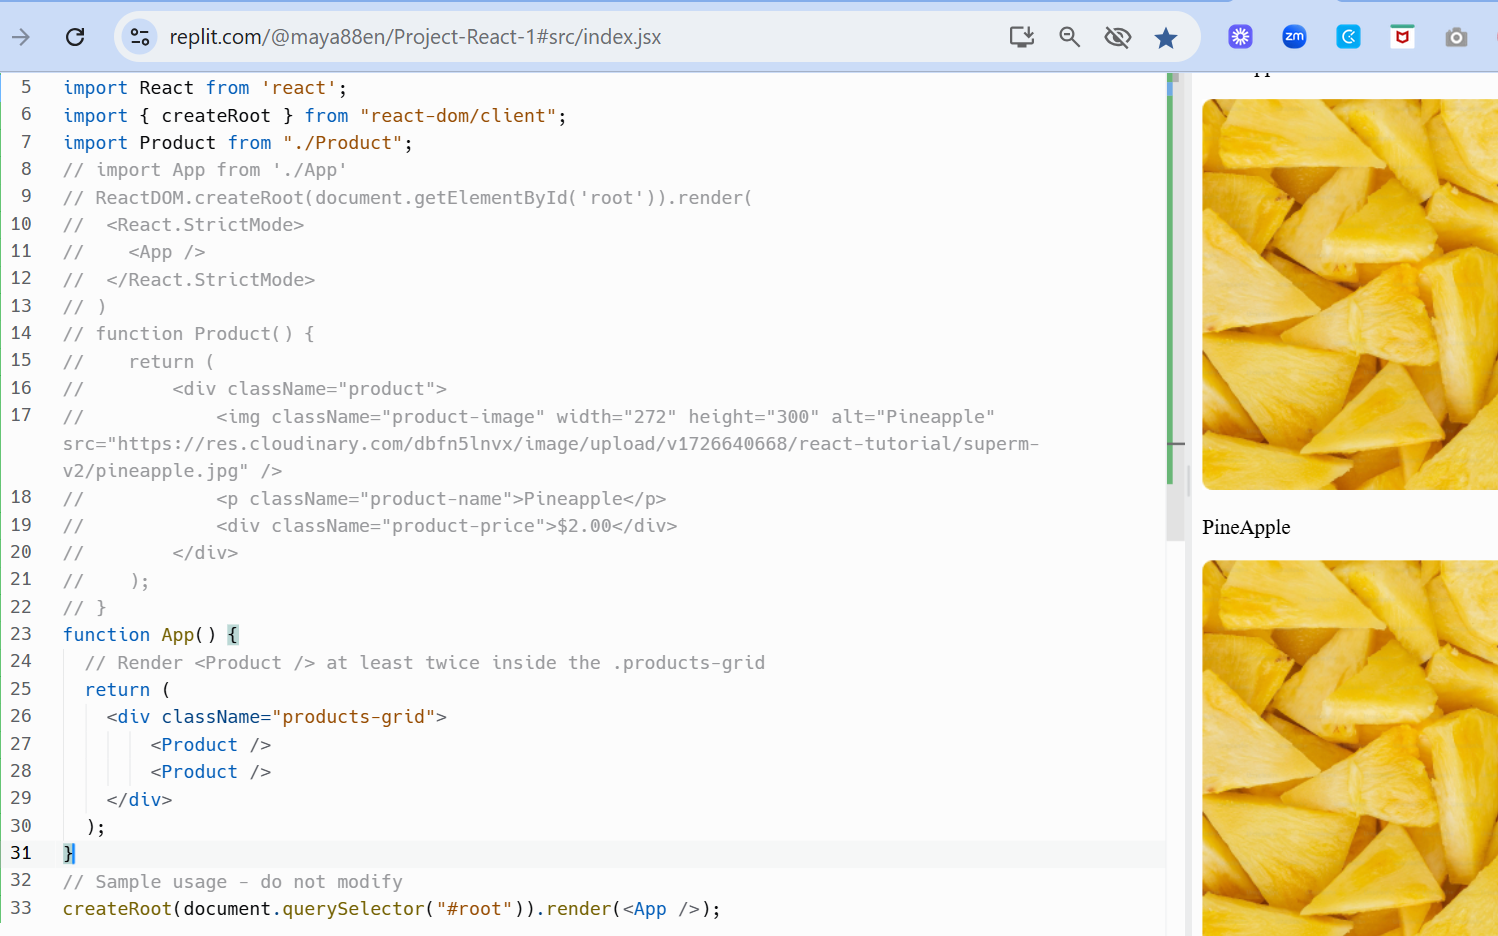 replit.com/@maya88en/Project-React-1#src/index.jsx
zm
5 import React from 'react';
6 import { createRoot } from "react-dom/client";
7 import Product from "./Product";
8 // import App from './App'
9 // ReactDOM.createRoot(document.getElementById('root')).render(
10 //  <React.StrictMode>
11 //    <App />
12 //  </React.StrictMode>
13 // )
14 // function Product() {
15 //    return (
16 //        <div className="product">
17 //            <img className="product-image" width="272" height="300" alt="Pineapple"
src="https://res.cloudinary.com/dbfn5lnvx/image/upload/v1726640668/react-tutorial/superm-
v2/pineapple.jpg" />
18 //            <p className="product-name">Pineapple</p>
19 //            <div className="product-price">$2.00</div>
20 //        </div>
21 //    );
22 // }
23 function App() {
24   // Render <Product /> at least twice inside the .products-grid
25   return (
26     <div className="products-grid">
27         <Product />
28         <Product />
29     </div>
30   );
31 }
32 // Sample usage - do not modify
33 createRoot(document.querySelector("#root")).render(<App />);
PineApple